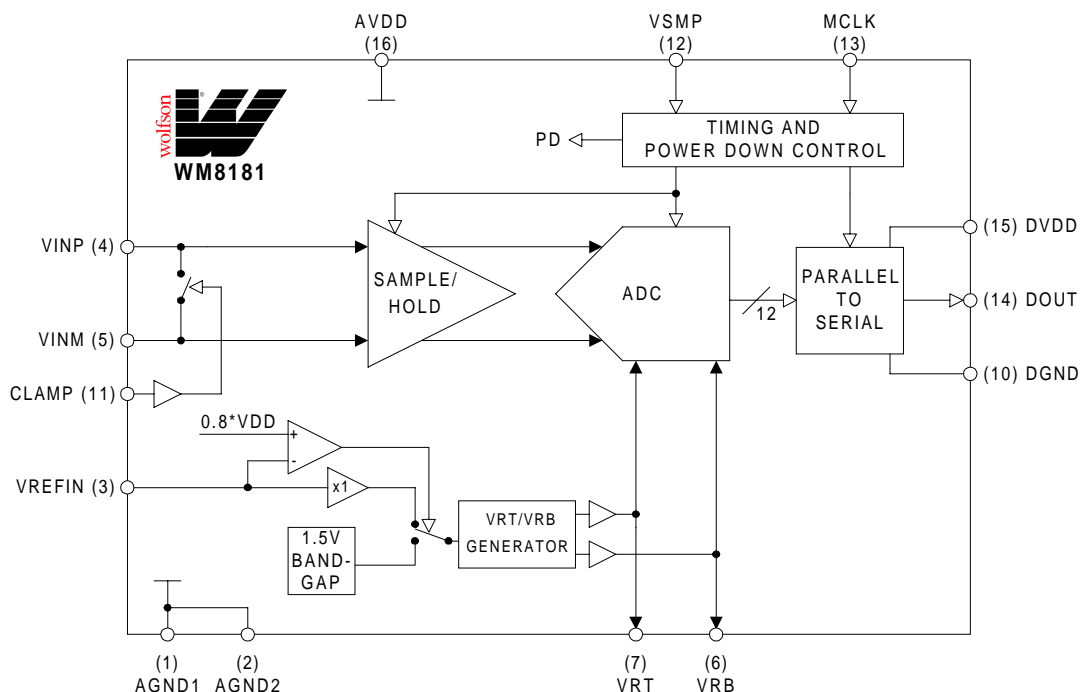 AVDD
(16)
VSMP
(12)
MCLK
(13)
wolfson
®
WM8181
PD
TIMING AND
POWER DOWN CONTROL
VINP (4)
VINM (5)
CLAMP (11)
SAMPLE/
HOLD
ADC
12
PARALLEL
TO
SERIAL
(15) DVDD
(14) DOUT
(10) DGND
0.8*VDD
+
-
VREFIN (3)
x1
1.5V
BAND-
GAP
VRT/VRB
GENERATOR
(1)
AGND1
(2)
AGND2
(7)
VRT
(6)
VRB